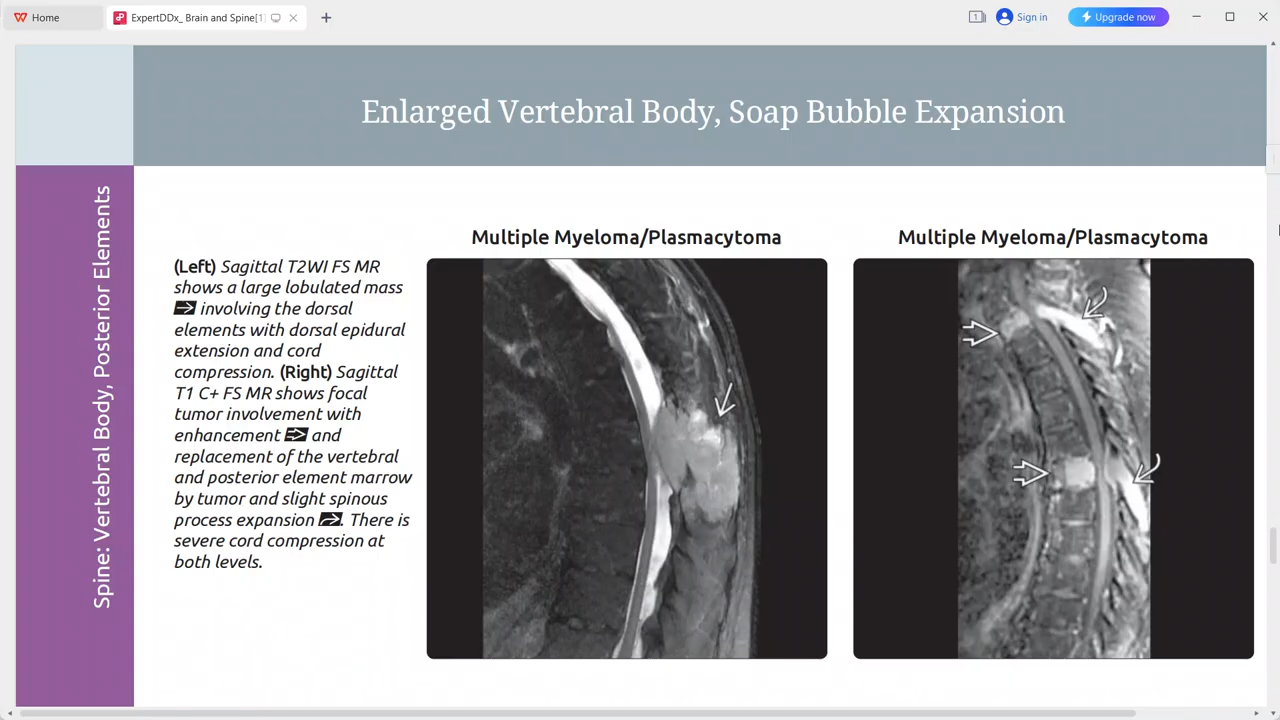 Home
ExpertDDx_ Brain and Spine[1]
1
Sign in
Upgrade now
Enlarged Vertebral Body, Soap Bubble Expansion
Spine: Vertebral Body, Posterior Elements
(Left) Sagittal T2WI FS MR
shows a large lobulated mass
involving the dorsal
elements with dorsal epidural
extension and cord
compression. (Right) Sagittal
T1 C+ FS MR shows focal
tumor involvement with
enhancement and
replacement of the vertebral
and posterior element marrow
by tumor and slight spinous
process expansion . There is
severe cord compression at
both levels.
Multiple Myeloma/Plasmacytoma
Multiple Myeloma/Plasmacytoma